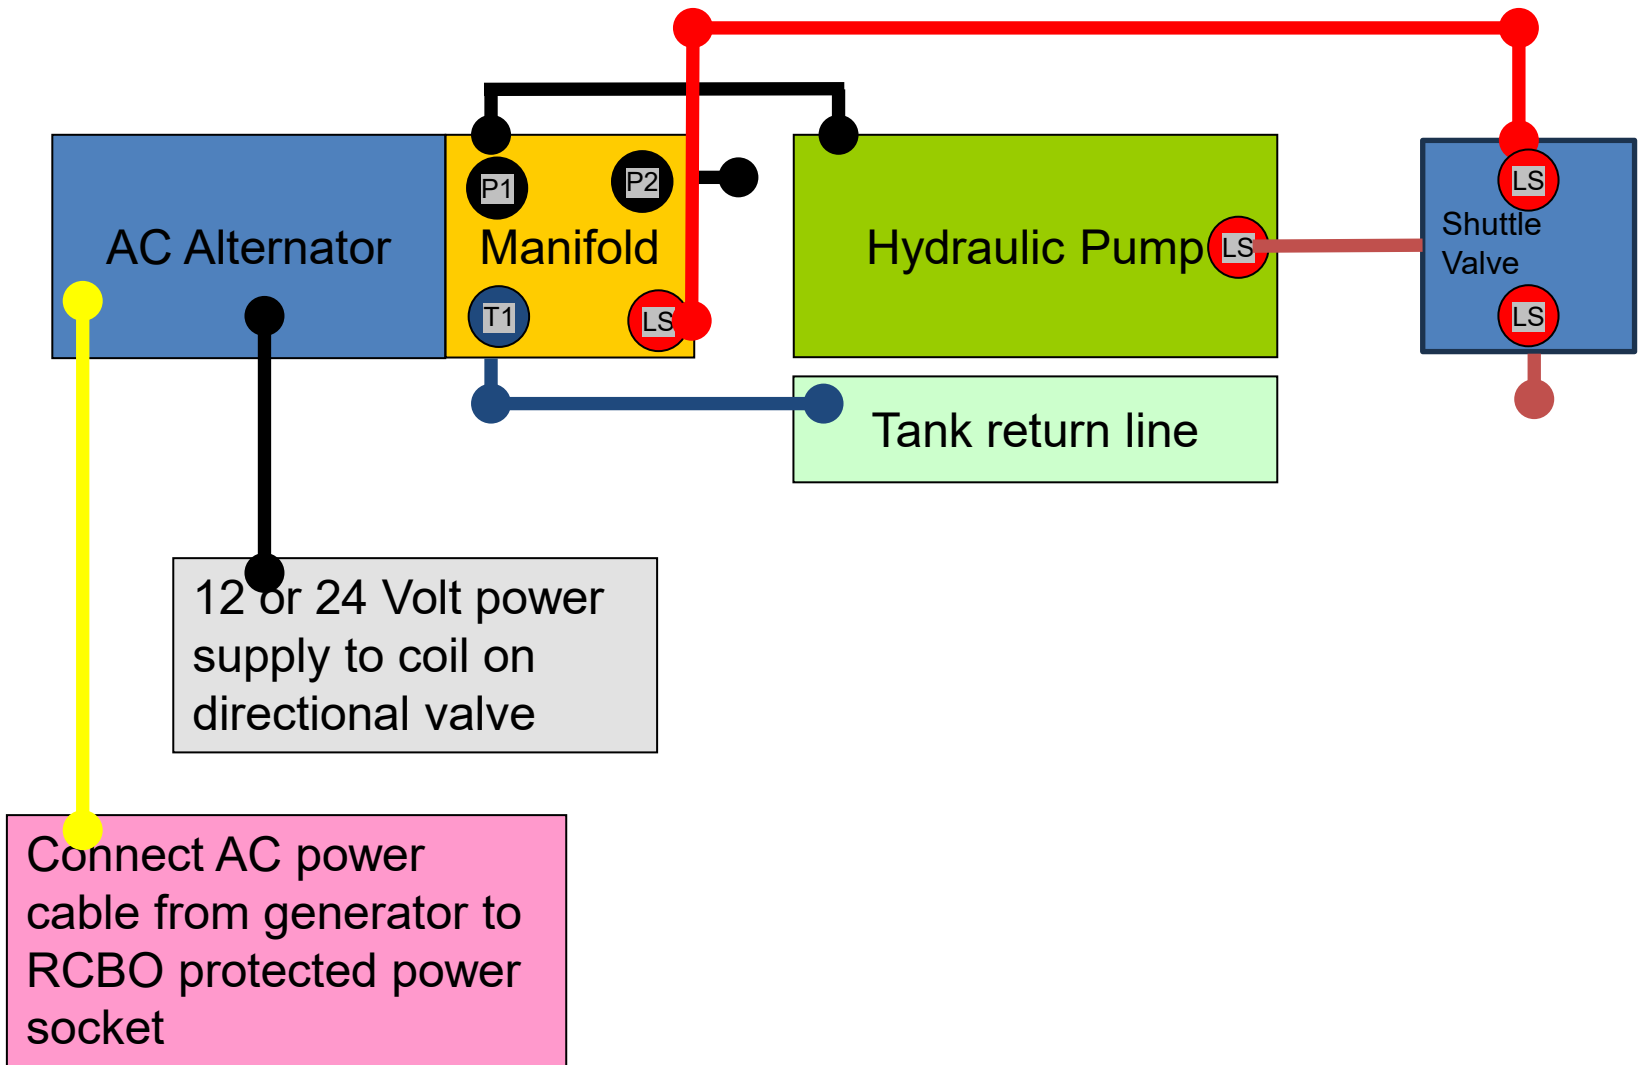 P1
P2
LS
AC Alternator
Manifold
Hydraulic Pump
LS
Shuttle
Valve
T1
LS
LS
Tank return line
12 or 24 Volt power
supply to coil on
directional valve
Connect AC power
cable from generator to
RCBO protected power
socket